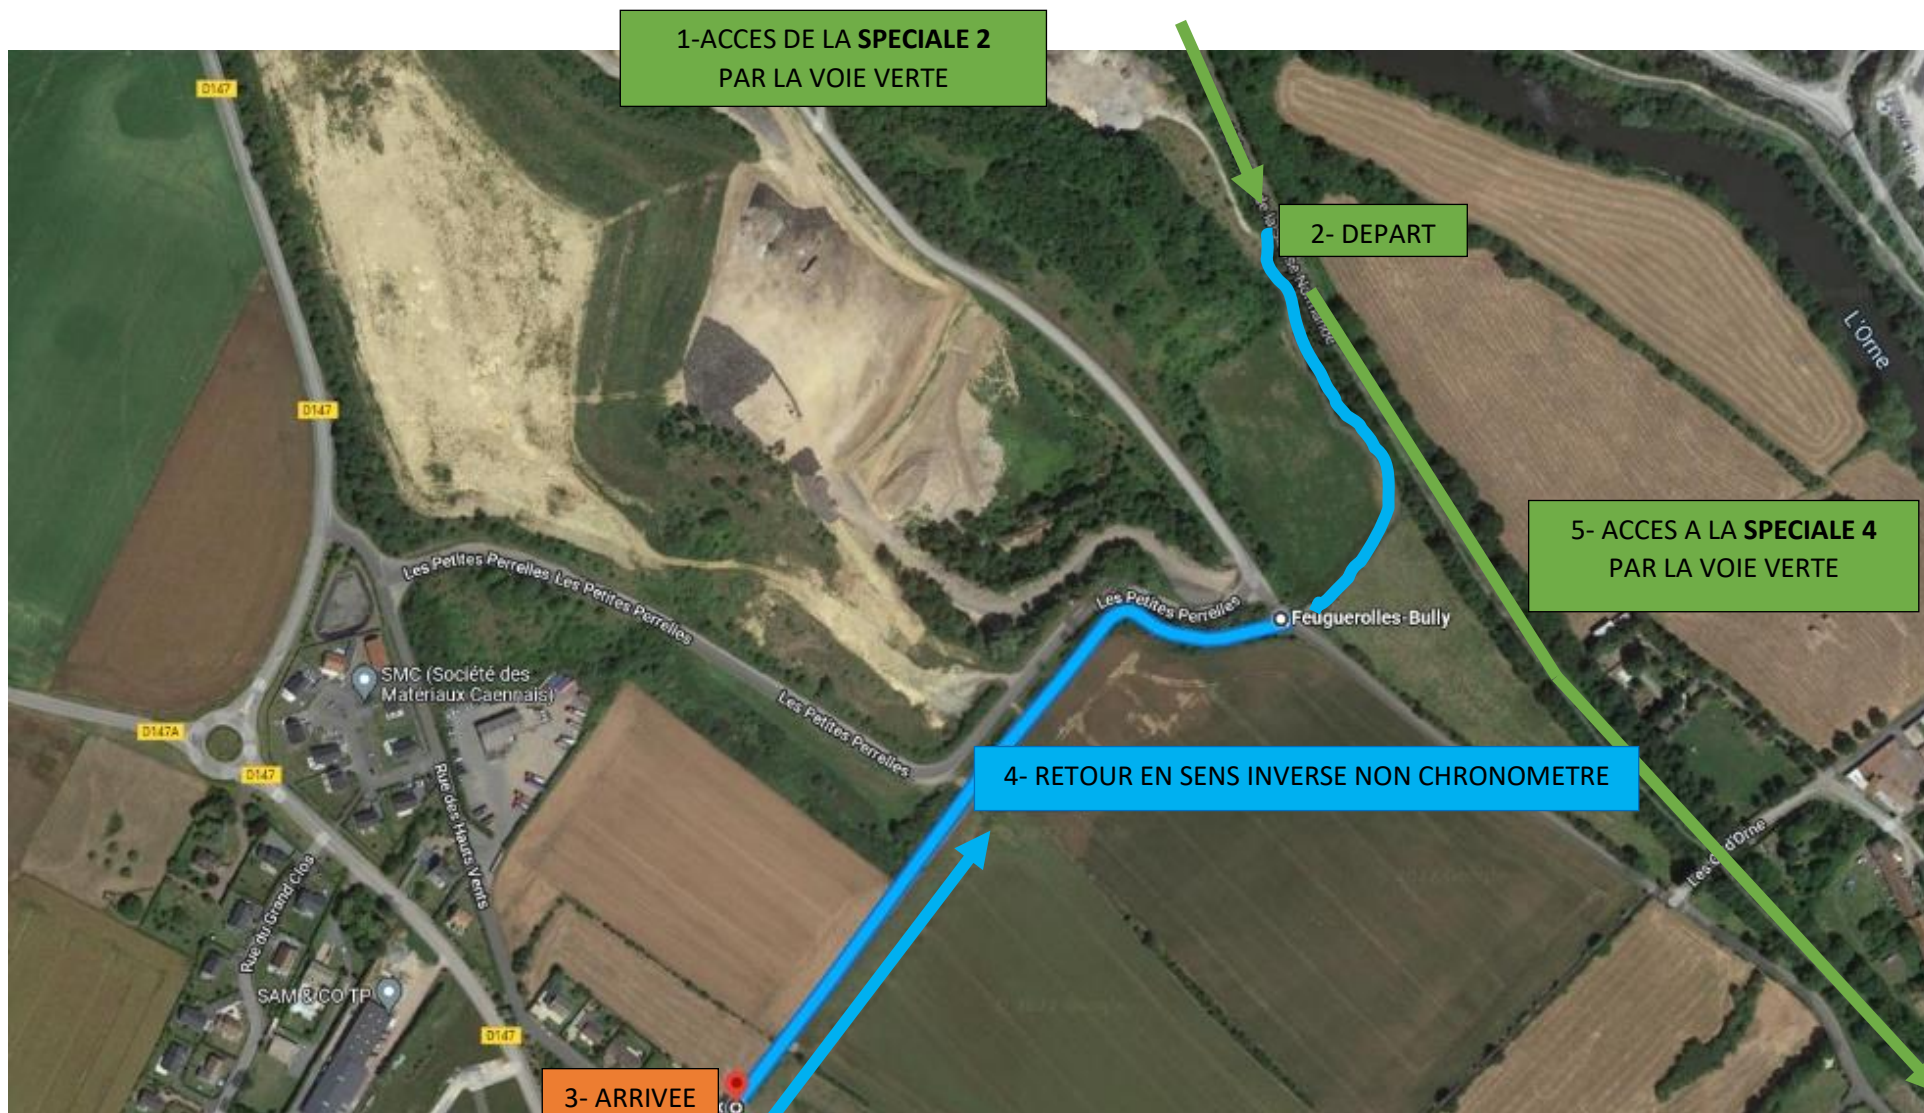 1-ACCES DE LA SPECIALE 2
PAR LA VOIE VERTE
D147
2- DEPART
L'Orne
D147
5- ACCES A LA SPECIALE 4
PAR LA VOIE VERTE
Les Petites Perrelles
Les Petites Perrelles
Les Petites Perrelles
Feuguerolles-Bully
SMC (Société des
Matériaux Caennais)
Les Petites Perrelles
D147A
D147
4- RETOUR EN SENS INVERSE NON CHRONOMETRE
Rue des Hauts Vents
d'Orne
Rue du Grand Clos
SAM & CO TP
D147
3- ARRIVEE